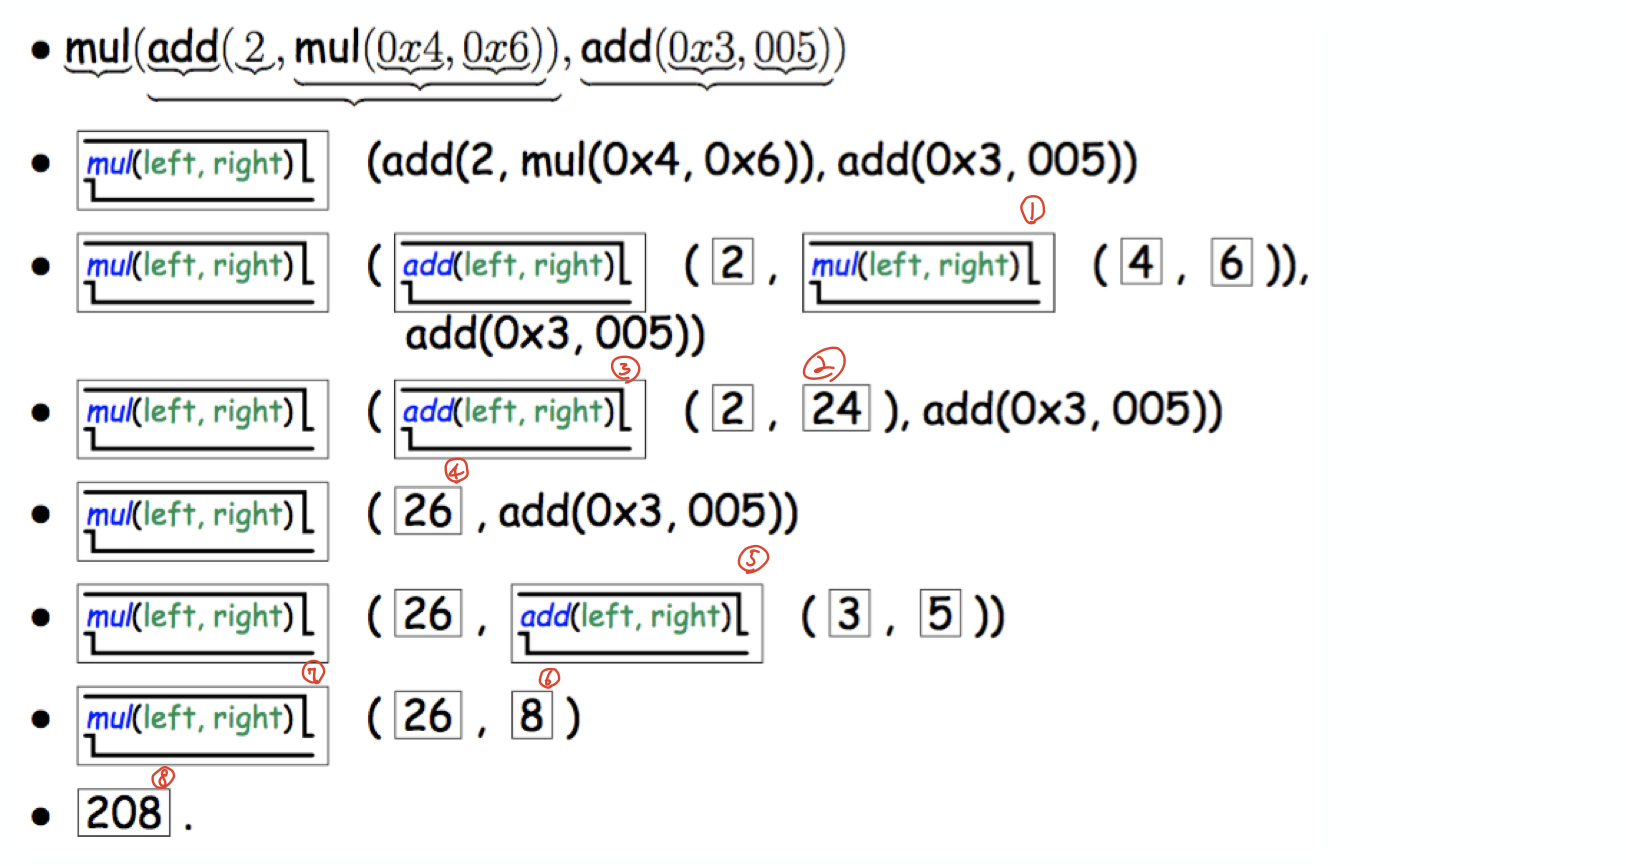 • mul(add(2, mul(0x4, 0x6)), add(0x3, 005))
• mul(left, right) (add(2, mul(0x4, 0x6)), add(0x3, 005))
①
• mul(left, right) ( add(left, right) ( 2 , mul(left, right) ( 4 , 6 )),
add(0x3, 005))
③ ②
• mul(left, right) ( add(left, right) ( 2 , 24 ), add(0x3, 005))
④
• mul(left, right) ( 26 , add(0x3, 005))
⑤
• mul(left, right) ( 26 , add(left, right) ( 3 , 5 ))
⑦ ⑥
• mul(left, right) ( 26 , 8 )
⑧
• 208 .